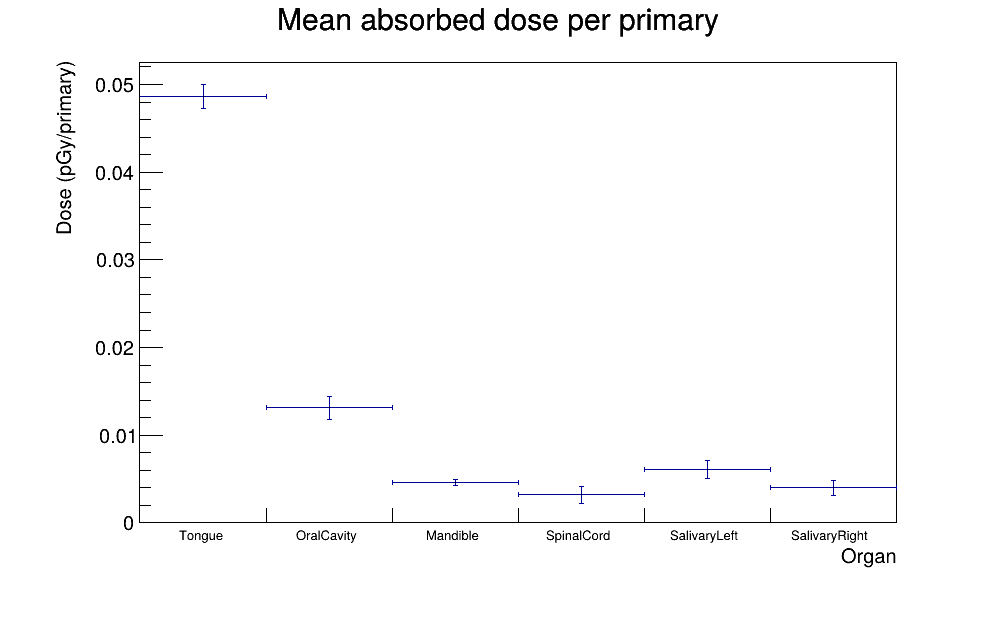 Mean absorbed dose per primary
Dose (pGy/primary)
0.05
0.04
0.03
0.02
0.01
0
Tongue OralCavity Mandible SpinalCord SalivaryLeft SalivaryRight
Organ